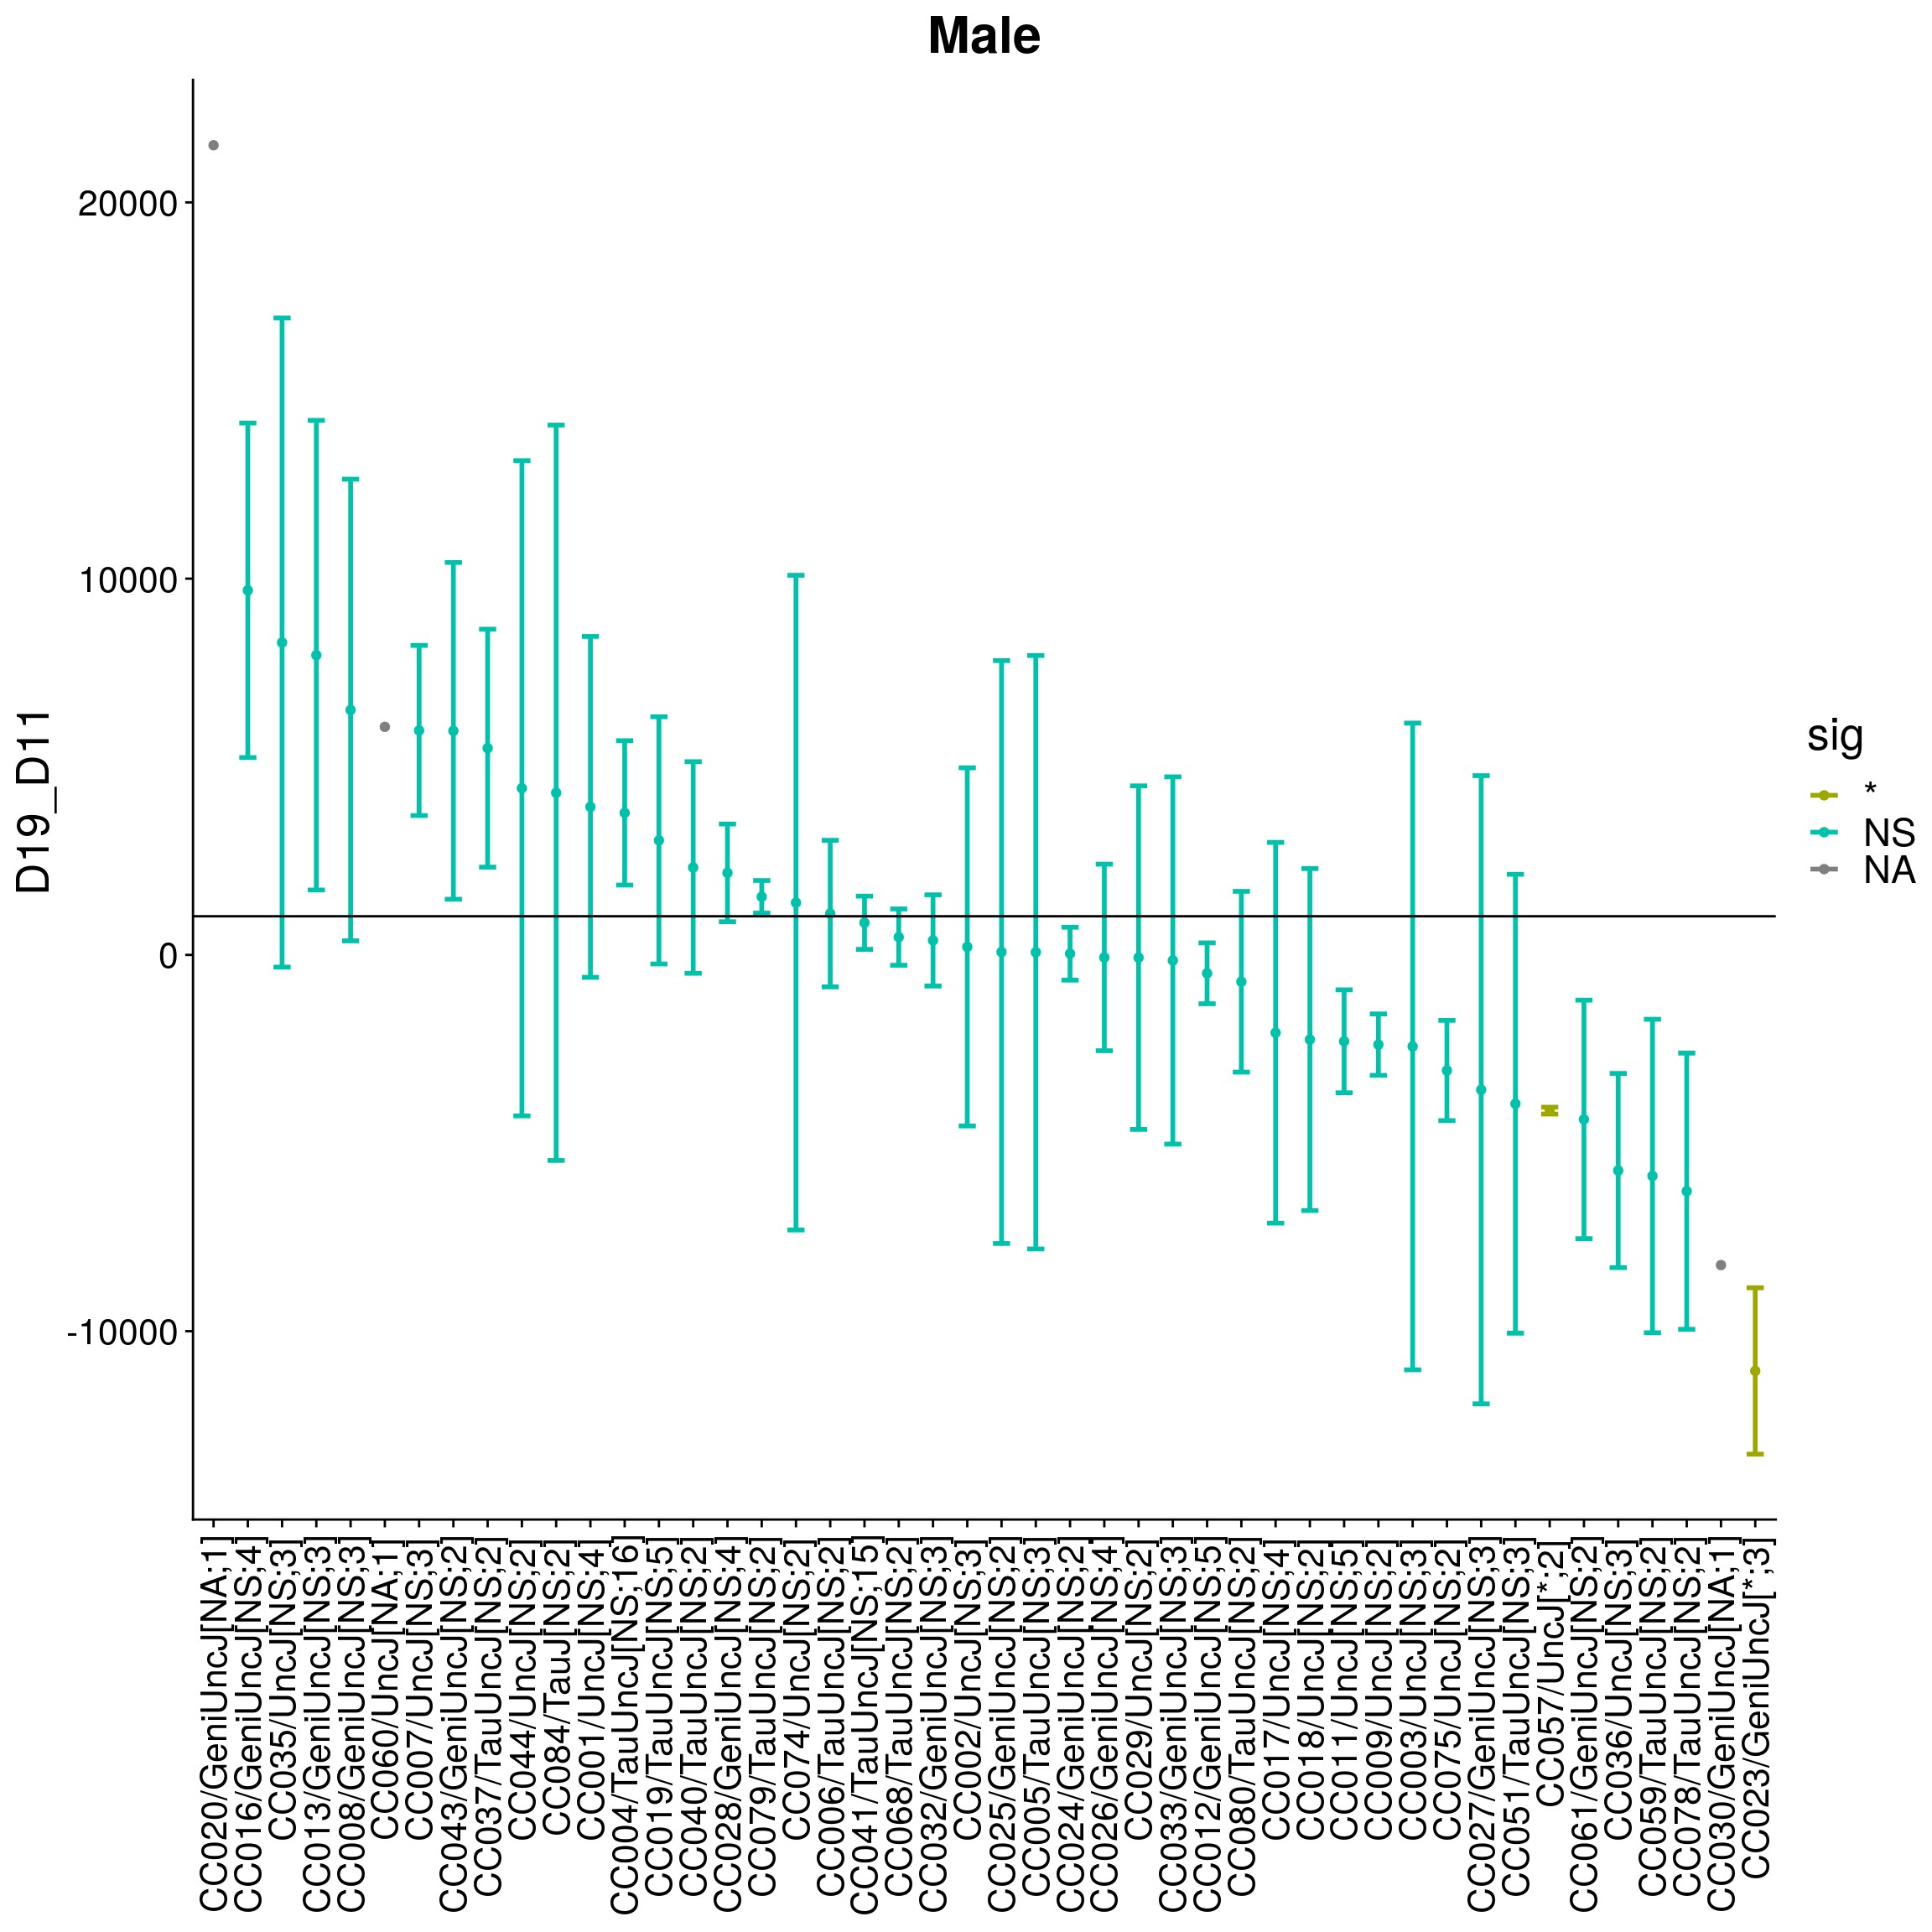 Male
D19_D11
20000
10000
0
-10000
CC020/GeniUncJ[NA;1]
CC016/GeniUncJ[NS;4]
CC035/UncJ[NS;3]
CC013/GeniUncJ[NS;3]
CC008/GeniUncJ[NS;3]
CC060/UncJ[NA;1]
CC007/UncJ[NS;3]
CC043/GeniUncJ[NS;2]
CC037/TauUncJ[NS;2]
CC044/UncJ[NS;2]
CC084/TauJ[NS;2]
CC001/UncJ[NS;4]
CC004/TauUncJ[NS;16]
CC019/TauUncJ[NS;5]
CC040/TauUncJ[NS;2]
CC028/GeniUncJ[NS;4]
CC079/TauUncJ[NS;2]
CC074/UncJ[NS;2]
CC006/TauUncJ[NS;2]
CC041/TauUncJ[NS;15]
CC068/TauUncJ[NS;2]
CC032/GeniUncJ[NS;3]
CC002/UncJ[NS;3]
CC025/GeniUncJ[NS;2]
CC005/TauUncJ[NS;3]
CC024/GeniUncJ[NS;2]
CC026/GeniUncJ[NS;4]
CC029/UncJ[NS;2]
CC033/GeniUncJ[NS;3]
CC012/GeniUncJ[NS;5]
CC080/TauUncJ[NS;2]
CC017/UncJ[NS;4]
CC018/UncJ[NS;2]
CC011/UncJ[NS;5]
CC009/UncJ[NS;2]
CC003/UncJ[NS;3]
CC075/UncJ[NS;2]
CC027/GeniUncJ[NS;3]
CC051/TauUncJ[NS;3]
CC057/UncJ[*;2]
CC061/GeniUncJ[NS;2]
CC036/UncJ[NS;3]
CC059/TauUncJ[NS;2]
CC078/TauUncJ[NS;2]
CC030/GeniUncJ[NA;1]
CC023/GeniUncJ[*;3]
sig
*
NS
NA